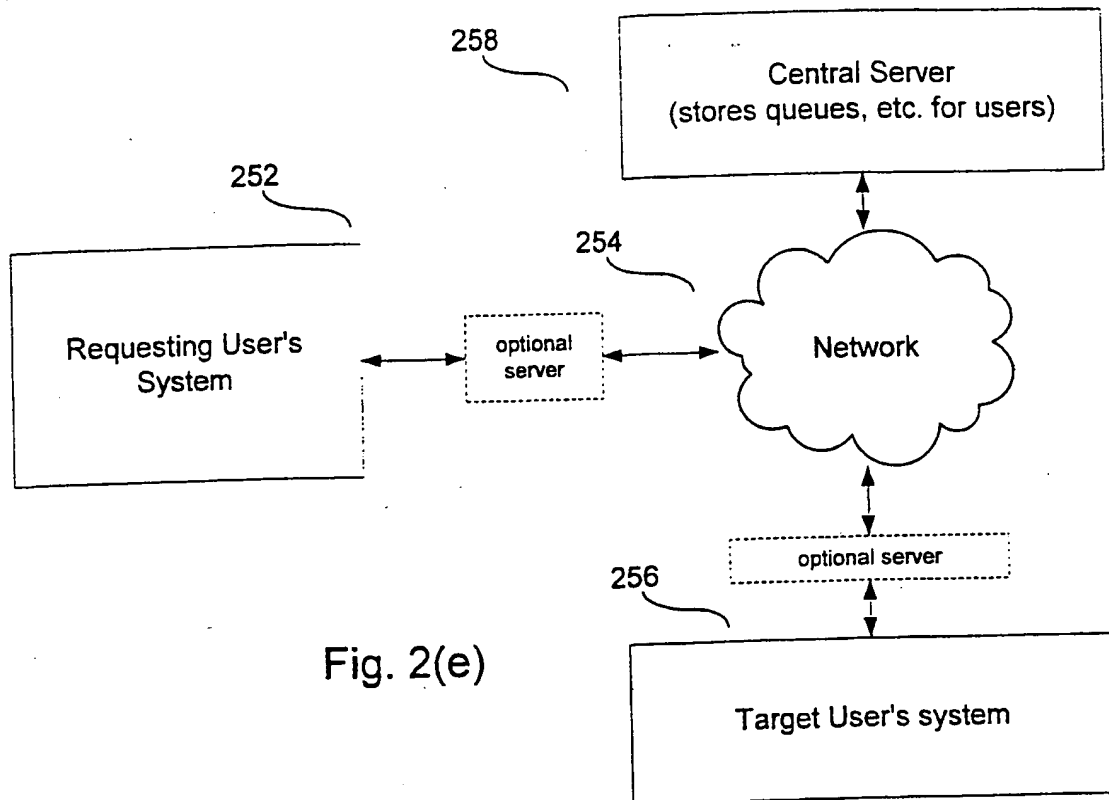 258
Central Server
(stores queues, etc. for users)
252
254
Requesting User's
System
optional
server
Network
optional server
256
Fig. 2(e)
Target User's system